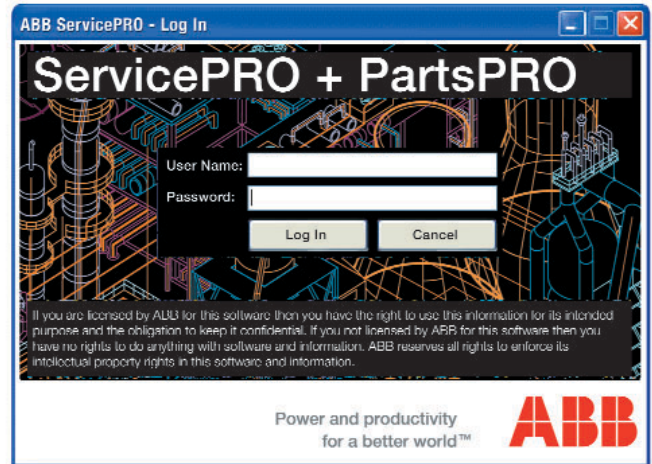 ABB ServicePRO - Log In
ServicePRO + PartsPRO
User Name:
Password:
Log In Cancel
If you are licensed by ABB for this software then you have the right to use this information for its intended
purpose and the obligation to keep it confidential. If you not licensed by ABB for this software then you
have no rights to do anything with software and information. ABB reserves all rights to enforce its
intellectual property rights in this software and information.
Power and productivity
for a better world™
ABB